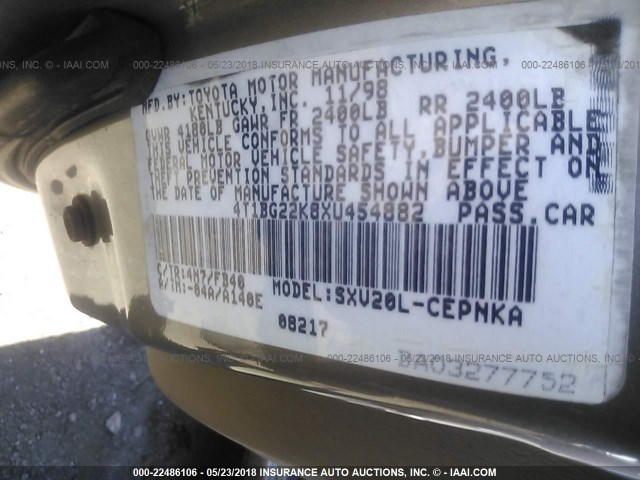 000-22486106 - 05/23/2018 INSURANCE AUTO AUCTIONS INC. - © - IAAI.COM
MFD.BY:TOYOTA MOTOR MANUFACTURING,
KENTUCKY,INC. 11/98
GVWR 4180LB GAWR FR 2400LB RR 2400LB
THIS VEHICLE CONFORMS TO ALL APPLICABLE
FEDERAL MOTOR VEHICLE SAFETY,BUMPER AND
THEFT PREVENTION STANDARDS IN EFFECT ON
THE DATE OF MANUFACTURE SHOWN ABOVE
4T1BG22K8XU454882 PASS.CAR
C/TR:4M7/FB40
A/TM:-04A/A140E MODEL:SXV20L-CEPNKA
08217
BA03277752
000-22486106 - 05/23/2018 INSURANCE AUTO AUCTIONS INC. - © - IAAI.COM
000-22486106 - 05/23/2018 INSURANCE AUTO AUCTIONS INC. - © - IAAI.COM